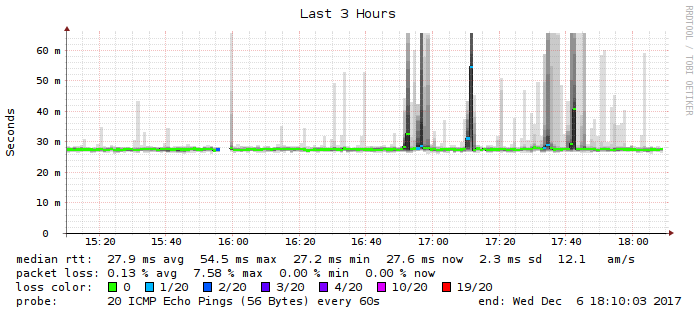 Last 3 Hours
RRDTOOL / TOBI OETIKER
Seconds
60 m
50 m
40 m
30 m
20 m
10 m
0
15:20 15:40 16:00 16:20 16:40 17:00 17:20 17:40 18:00
median rtt: 27.9 ms avg 54.5 ms max 27.2 ms min 27.6 ms now 2.3 ms sd 12.1 am/s
packet loss: 0.13 % avg 7.58 % max 0.00 % min 0.00 % now
loss color: 0 1/20 2/20 3/20 4/20 10/20 19/20
probe: 20 ICMP Echo Pings (56 Bytes) every 60s end: Wed Dec 6 18:10:03 2017